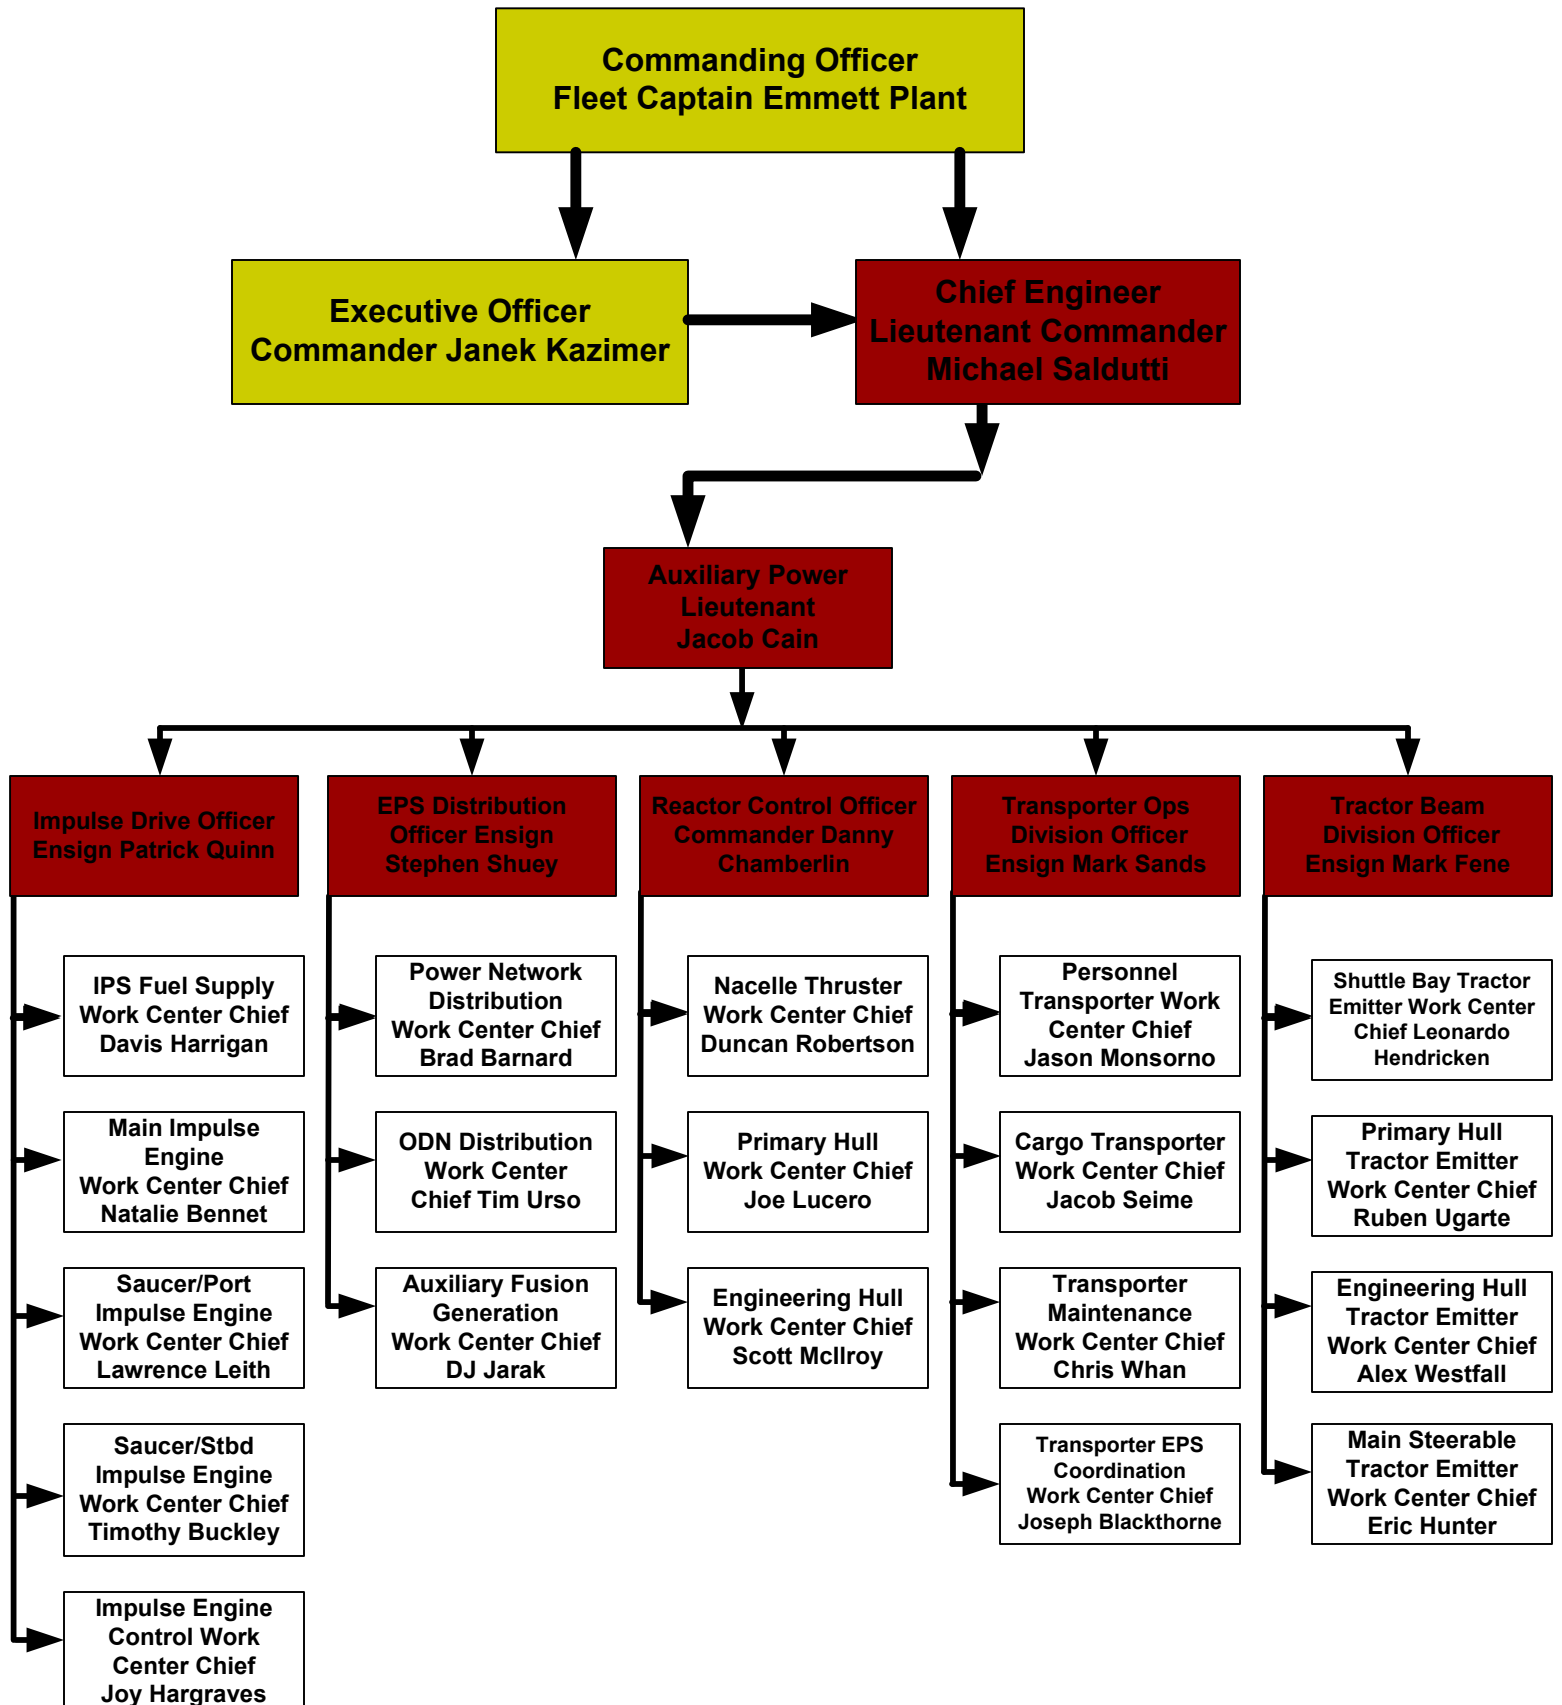 Commanding Officer
Fleet Captain Emmett Plant
Executive Officer
Commander Janek Kazimer
Chief Engineer
Lieutenant Commander
Michael Saldutti
Auxiliary Power
Lieutenant
Jacob Cain
Impulse Drive Officer
Ensign Patrick Quinn
EPS Distribution
Officer Ensign
Stephen Shuey
Reactor Control Officer
Commander Danny
Chamberlin
Transporter Ops
Division Officer
Ensign Mark Sands
Tractor Beam
Division Officer
Ensign Mark Fene
IPS Fuel Supply
Work Center Chief
Davis Harrigan
Main Impulse
Engine
Work Center Chief
Natalie Bennet
Saucer/Port
Impulse Engine
Work Center Chief
Lawrence Leith
Saucer/Stbd
Impulse Engine
Work Center Chief
Timothy Buckley
Impulse Engine
Control Work
Center Chief
Joy Hargraves
Power Network
Distribution
Work Center Chief
Brad Barnard
ODN Distribution
Work Center
Chief Tim Urso
Auxiliary Fusion
Generation
Work Center Chief
DJ Jarak
Nacelle Thruster
Work Center Chief
Duncan Robertson
Primary Hull
Work Center Chief
Joe Lucero
Engineering Hull
Work Center Chief
Scott McIlroy
Personnel
Transporter Work
Center Chief
Jason Monsorno
Cargo Transporter
Work Center Chief
Jacob Seime
Transporter
Maintenance
Work Center Chief
Chris Whan
Transporter EPS
Coordination
Work Center Chief
Joseph Blackthorne
Shuttle Bay Tractor
Emitter Work Center
Chief Leonardo
Hendricken
Primary Hull
Tractor Emitter
Work Center Chief
Ruben Ugarte
Engineering Hull
Tractor Emitter
Work Center Chief
Alex Westfall
Main Steerable
Tractor Emitter
Work Center Chief
Eric Hunter